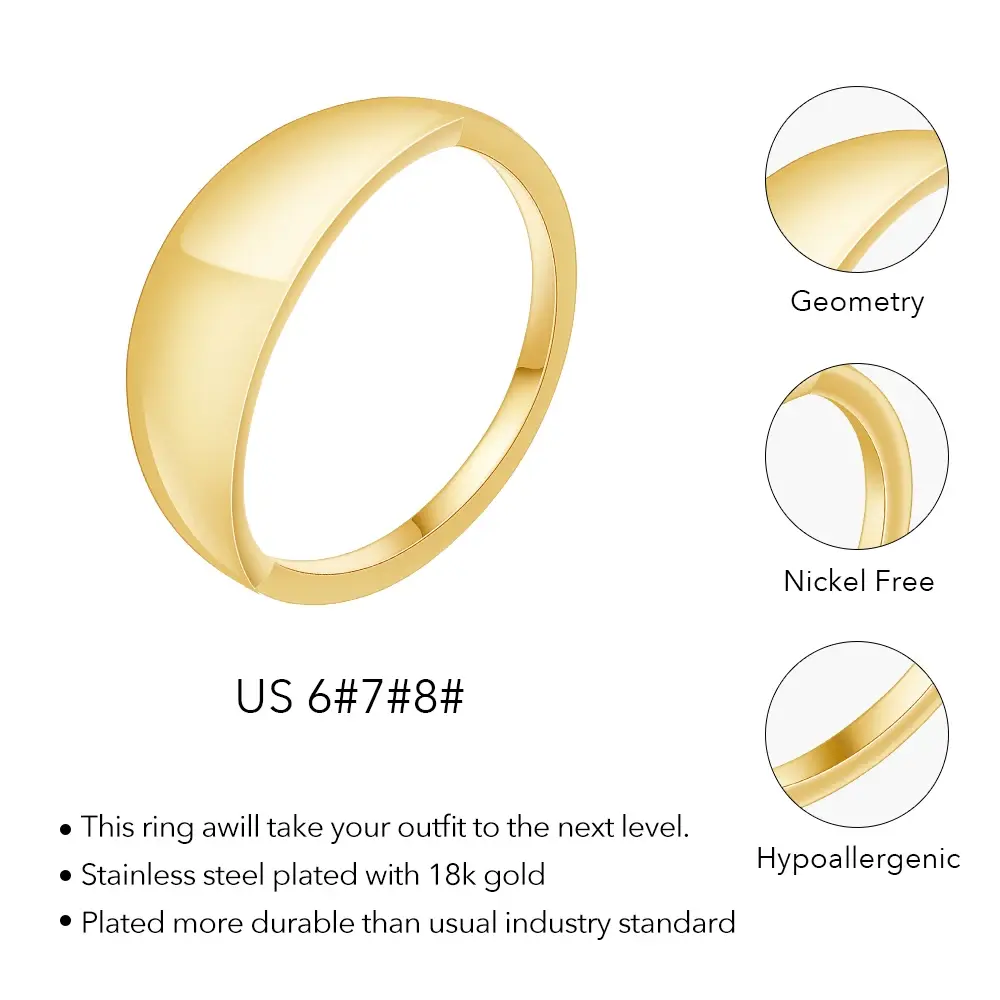 Geometry
Nickel Free
Hypoallergenic
US 6#7#8#
• This ring awill take your outfit to the next level.
• Stainless steel plated with 18k gold
• Plated more durable than usual industry standard